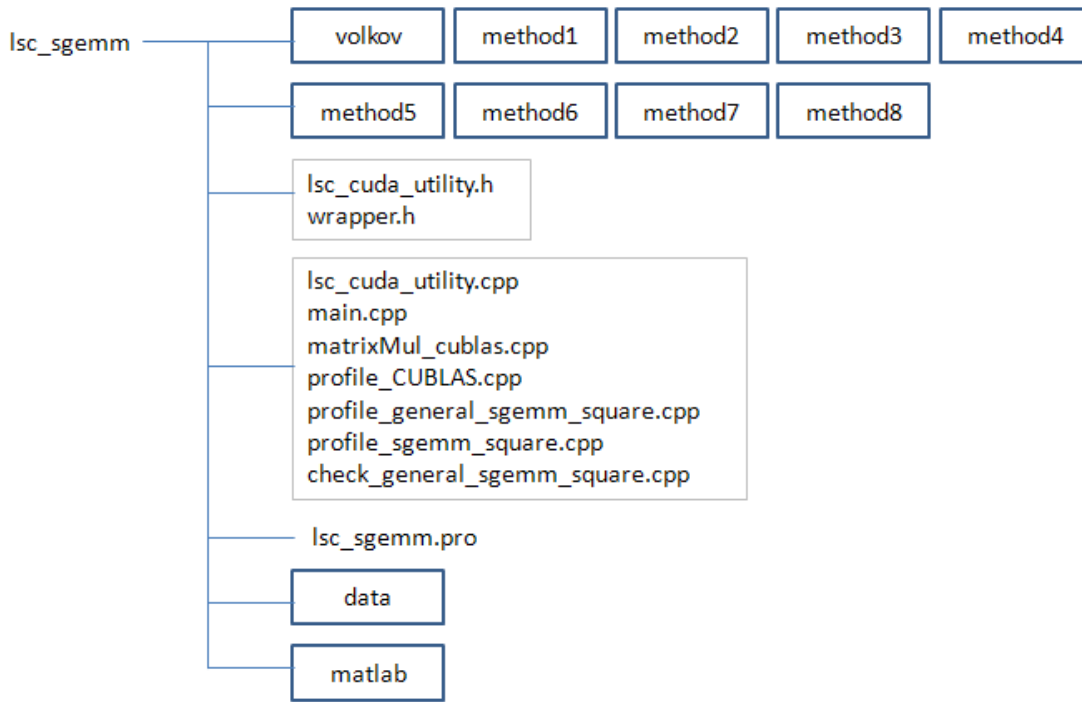 lsc_sgemm
volkov method1 method2 method3 method4
method5 method6 method7 method8
lsc_cuda_utility.h
wrapper.h
lsc_cuda_utility.cpp
main.cpp
matrixMul_cublas.cpp
profile_CUBLAS.cpp
profile_general_sgemm_square.cpp
profile_sgemm_square.cpp
check_general_sgemm_square.cpp
lsc_sgemm.pro
data
matlab